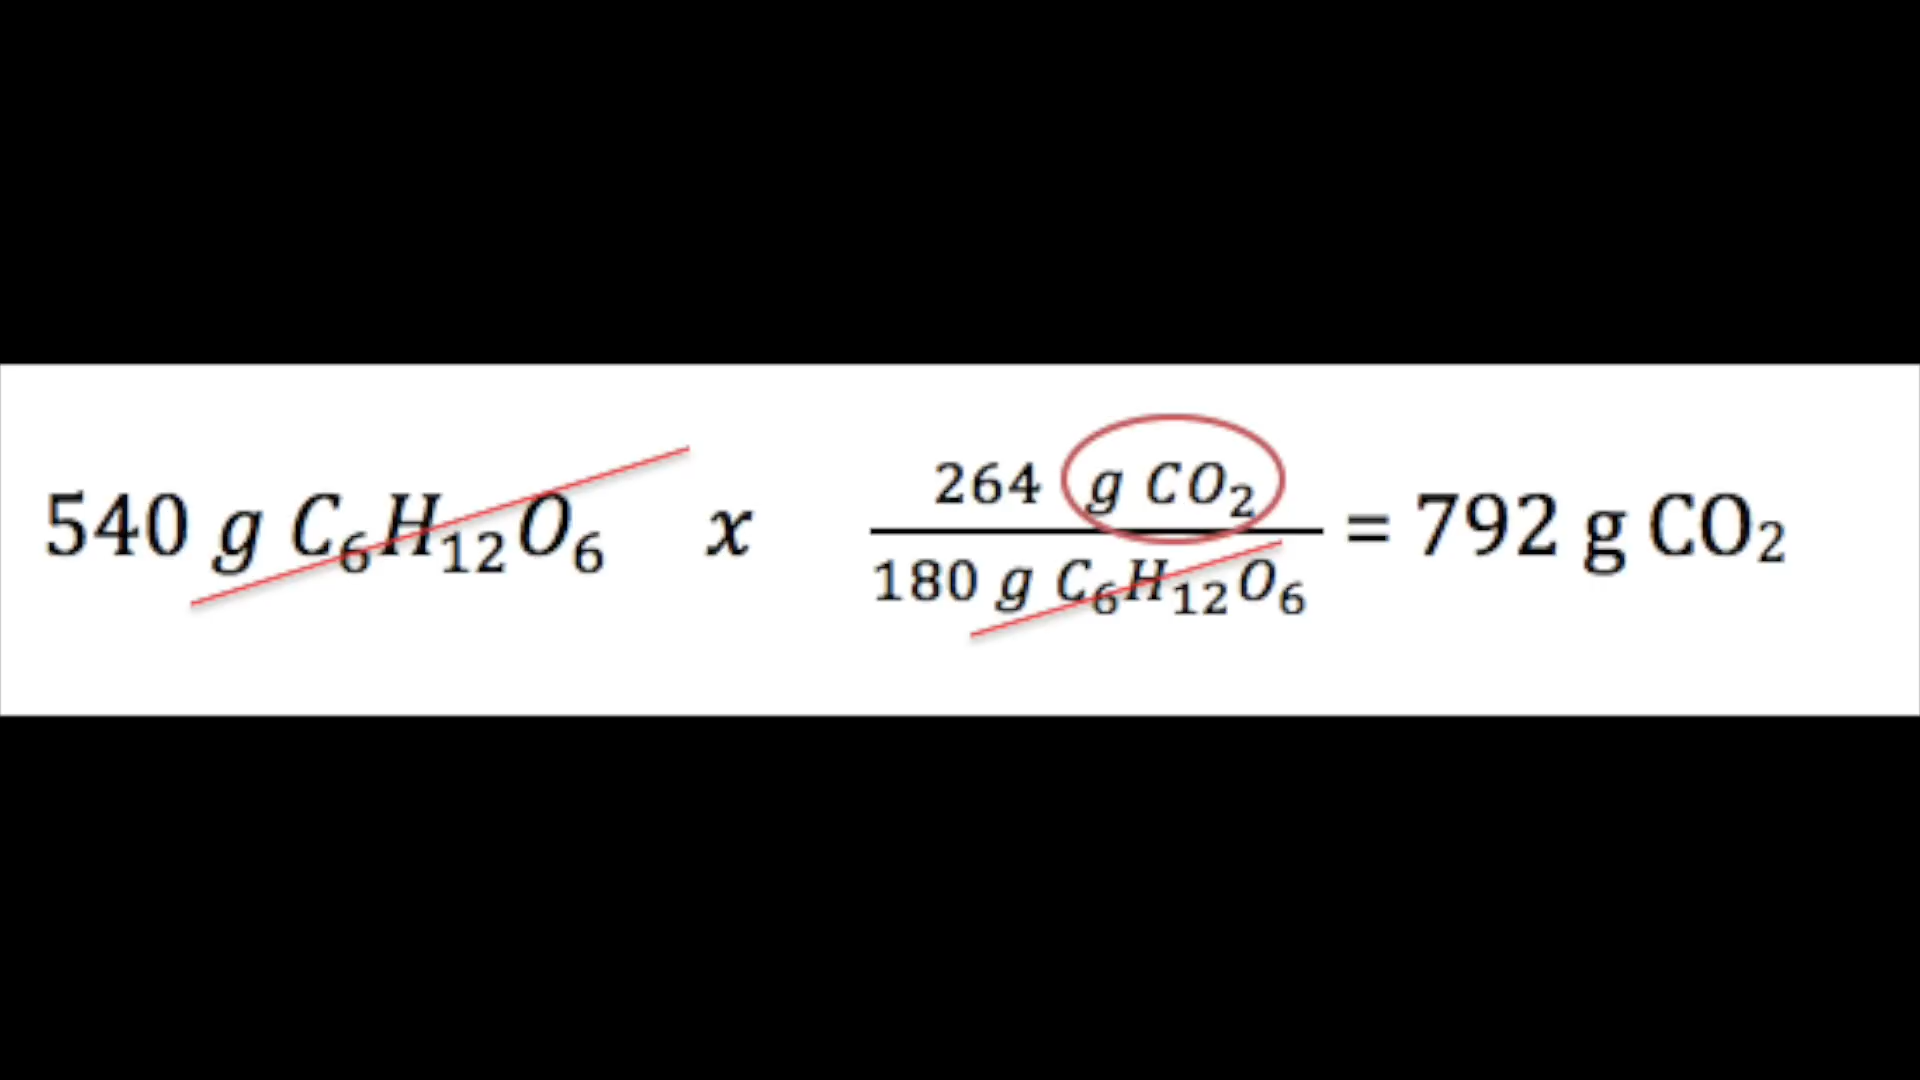 540 g C₆H₁₂O₆ x 264 g CO₂ / 180 g C₆H₁₂O₆ = 792 g CO₂